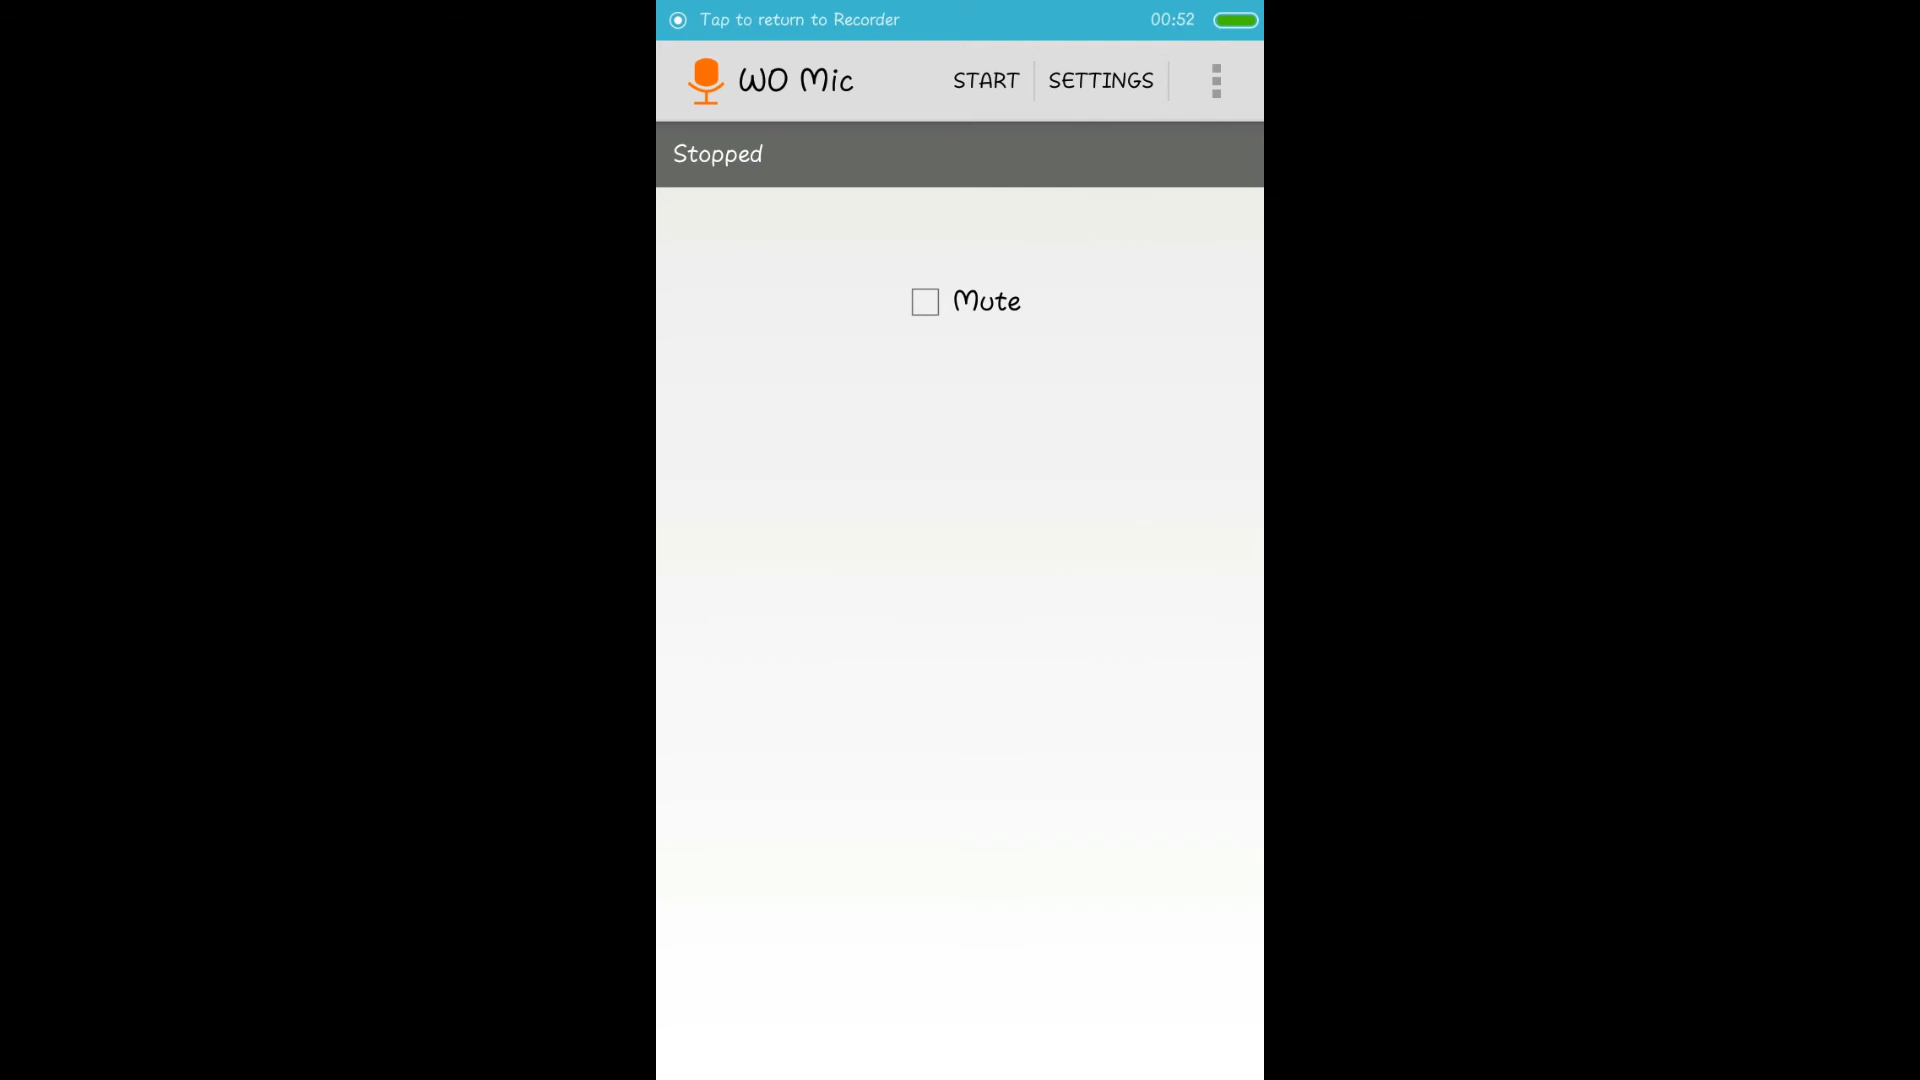 Tap to return to Recorder 00:52
WO Mic START SETTINGS
Stopped
Mute